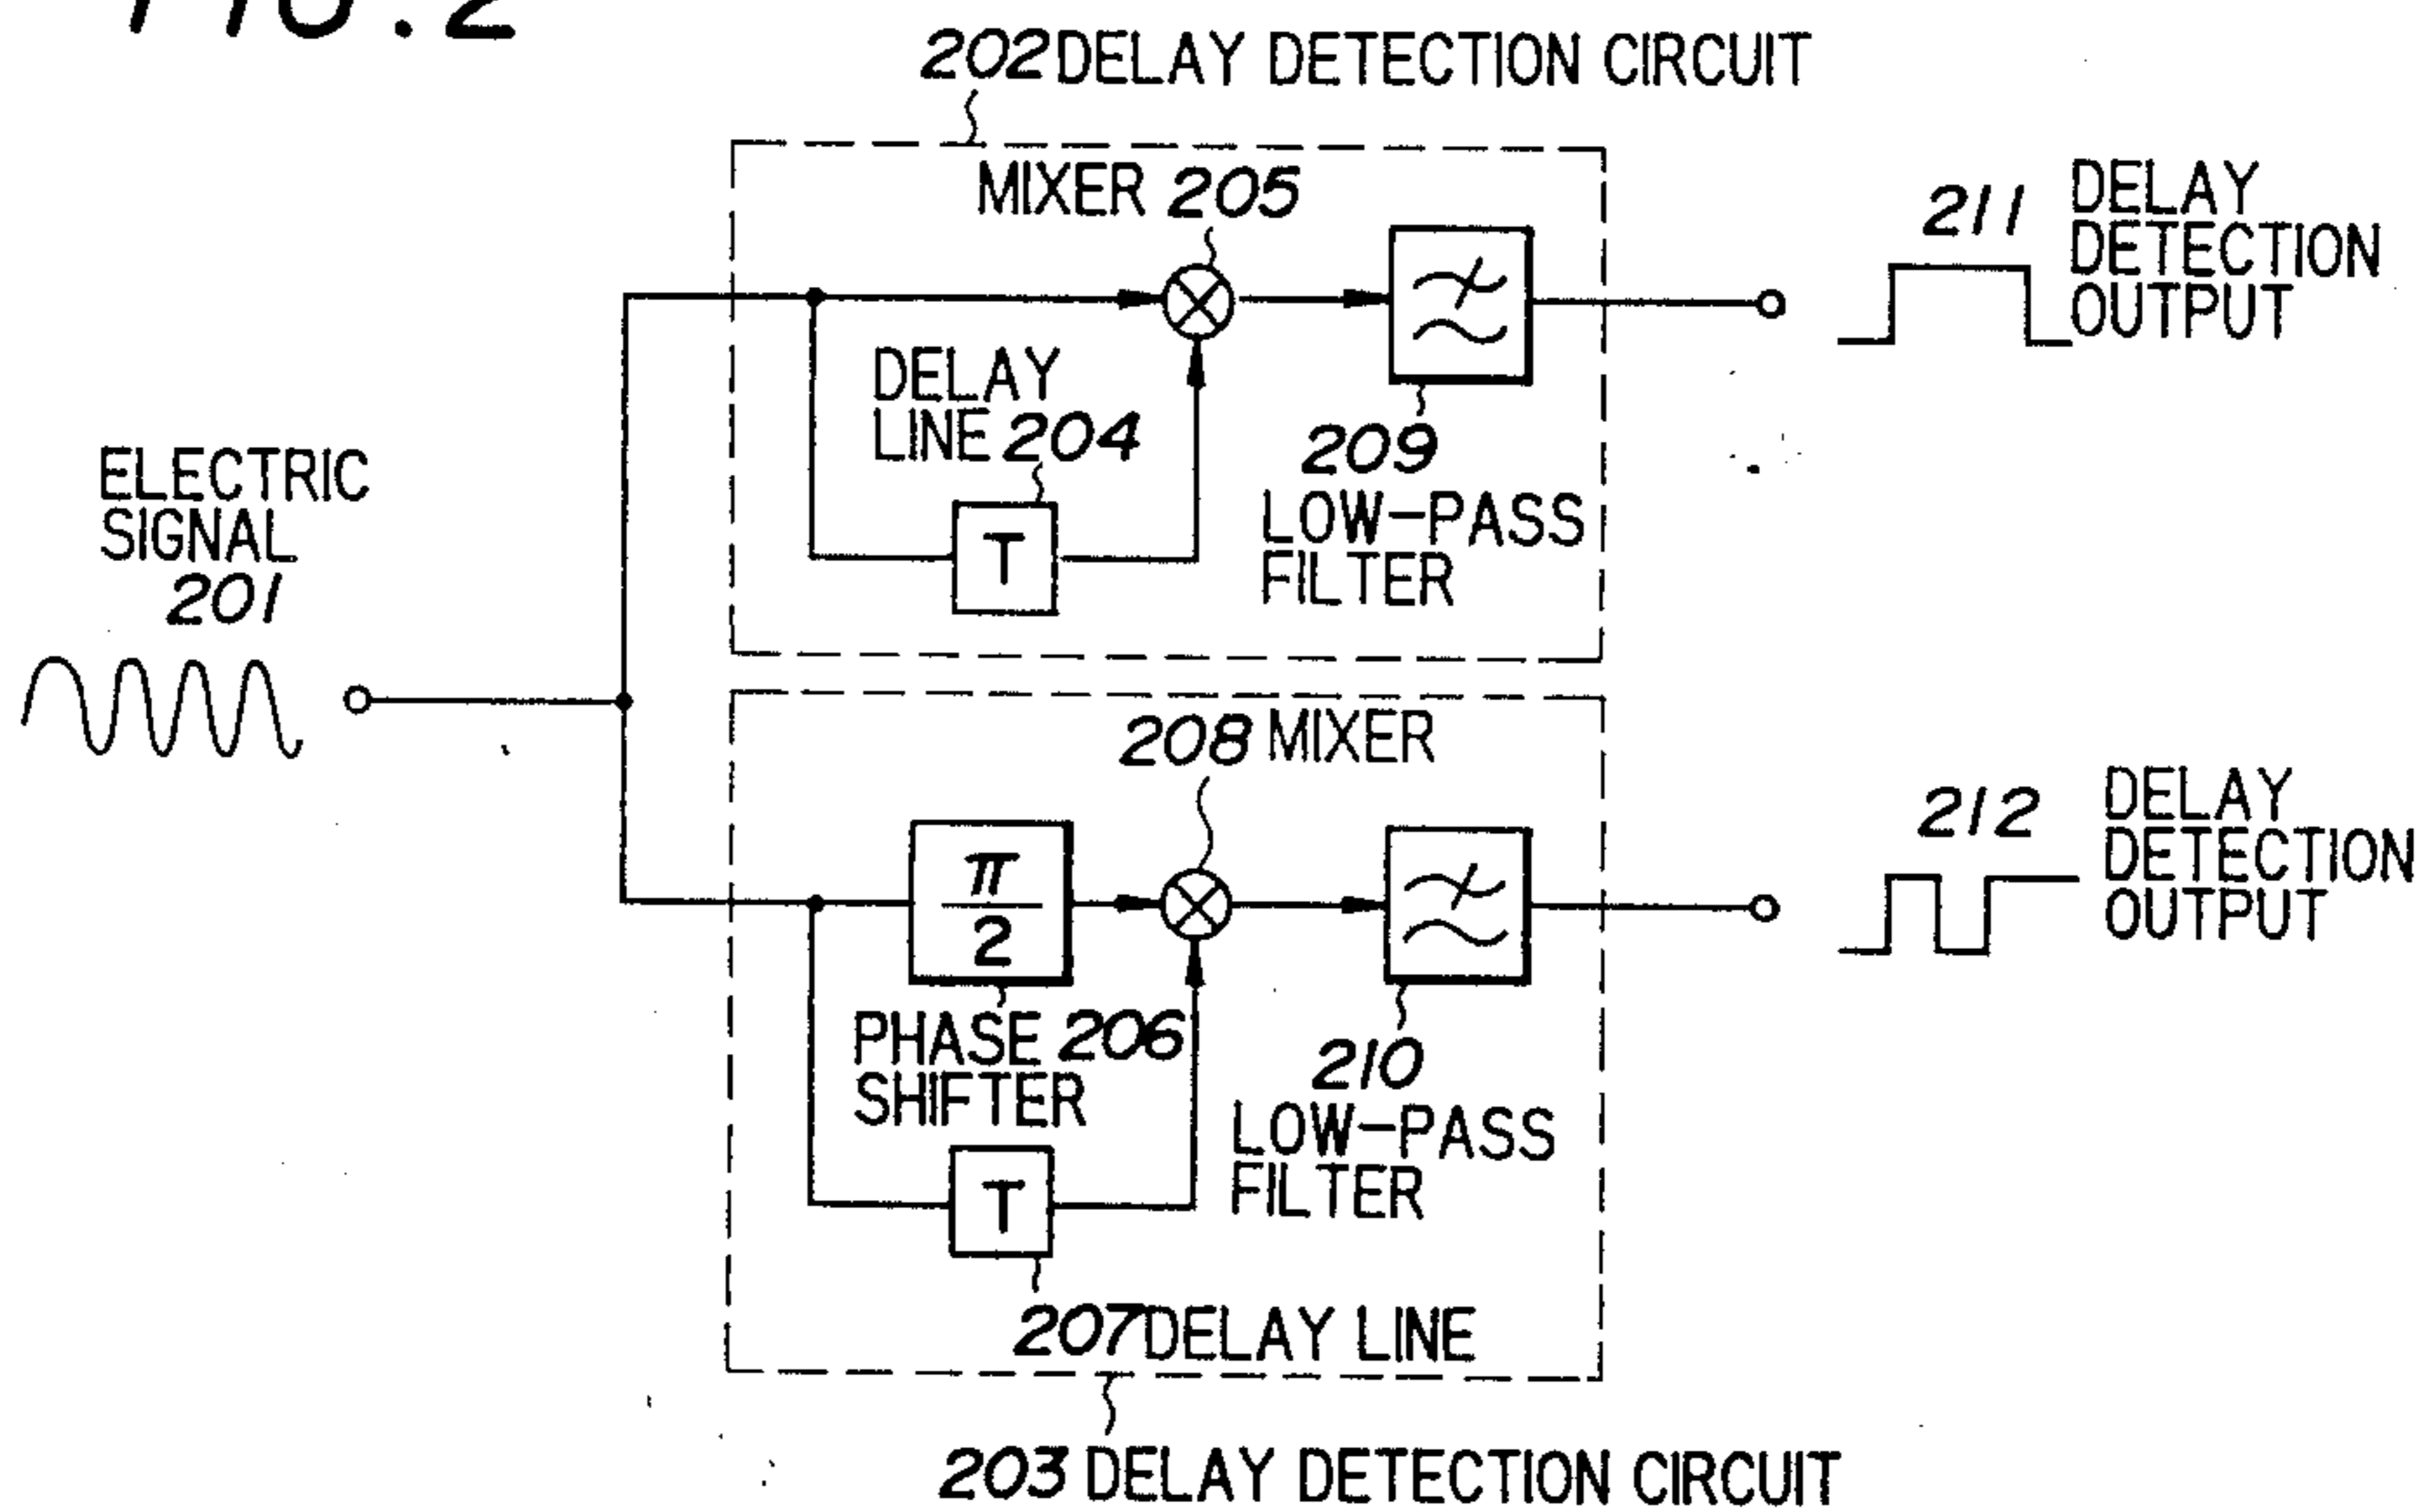 FIG. 2
202 DELAY DETECTION CIRCUIT
MIXER 205
211
DELAY
DETECTION
OUTPUT
DELAY
LINE 204
T
209
LOW-PASS
FILTER
ELECTRIC
SIGNAL
201
208 MIXER
212
DELAY
DETECTION
OUTPUT
π
2
PHASE 206
SHIFTER
210
LOW-PASS
FILTER
T
207 DELAY LINE
203 DELAY DETECTION CIRCUIT